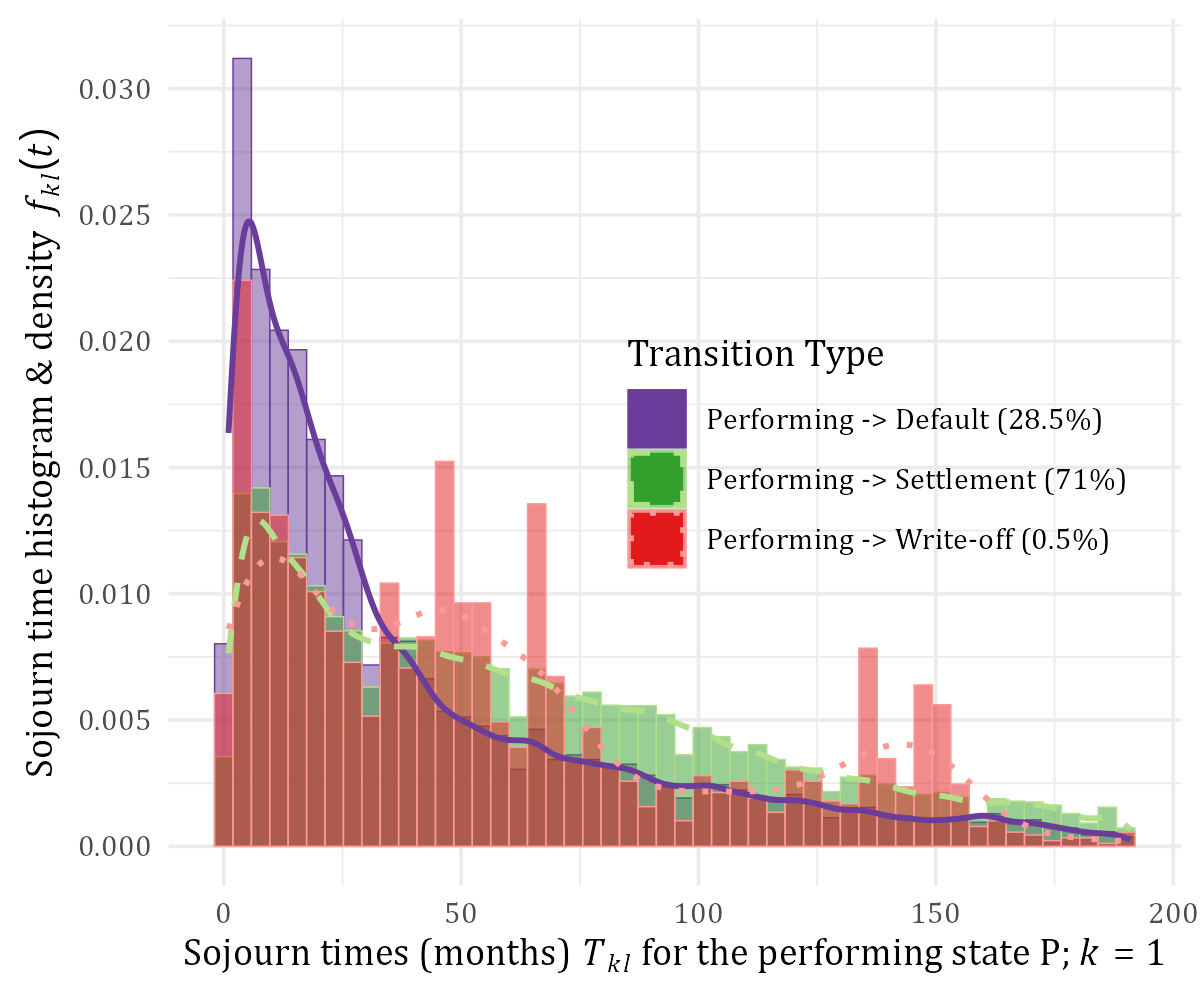 Sojourn time histogram & density f_kl(t)
0.030
0.025
0.020
0.015
0.010
0.005
0.000
Transition Type
Performing -> Default (28.5%)
Performing -> Settlement (71%)
Performing -> Write-off (0.5%)
0 50 100 150 200
Sojourn times (months) T_kl for the performing state P; k = 1